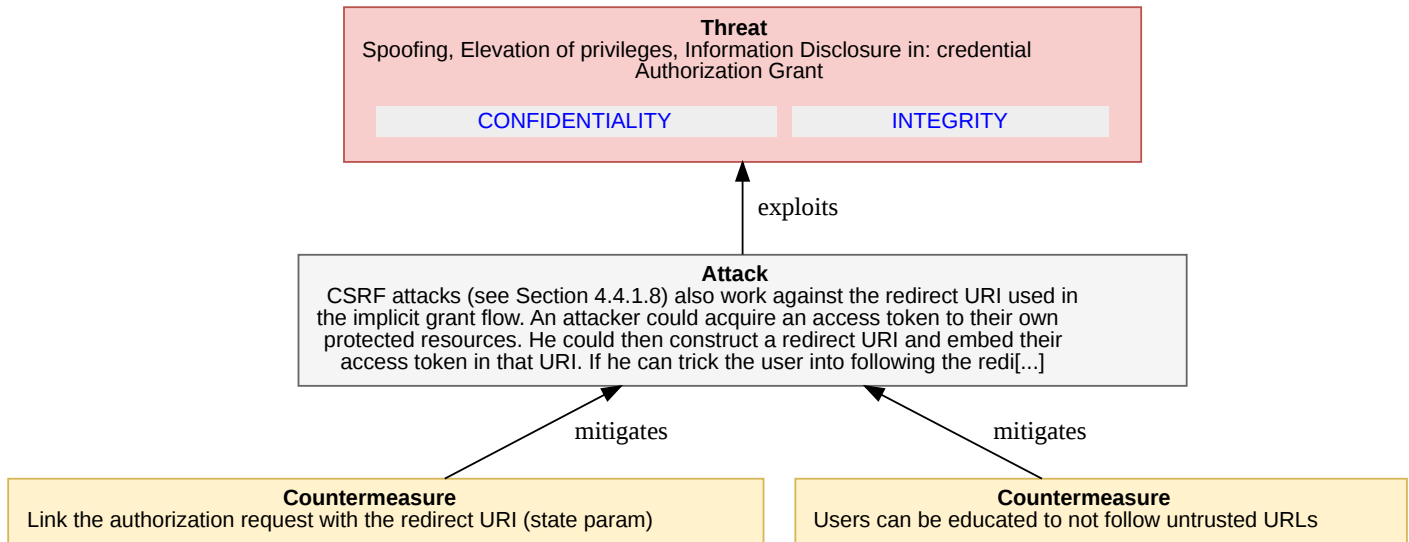 Threat
Spoofing, Elevation of privileges, Information Disclosure in: credential
Authorization Grant
CONFIDENTIALITY
INTEGRITY
exploits
Attack
CSRF attacks (see Section 4.4.1.8) also work against the redirect URI used in
the implicit grant flow. An attacker could acquire an access token to their own
protected resources. He could then construct a redirect URI and embed their
access token in that URI. If he can trick the user into following the redi[...]
mitigates
mitigates
Countermeasure
Link the authorization request with the redirect URI (state param)
Countermeasure
Users can be educated to not follow untrusted URLs